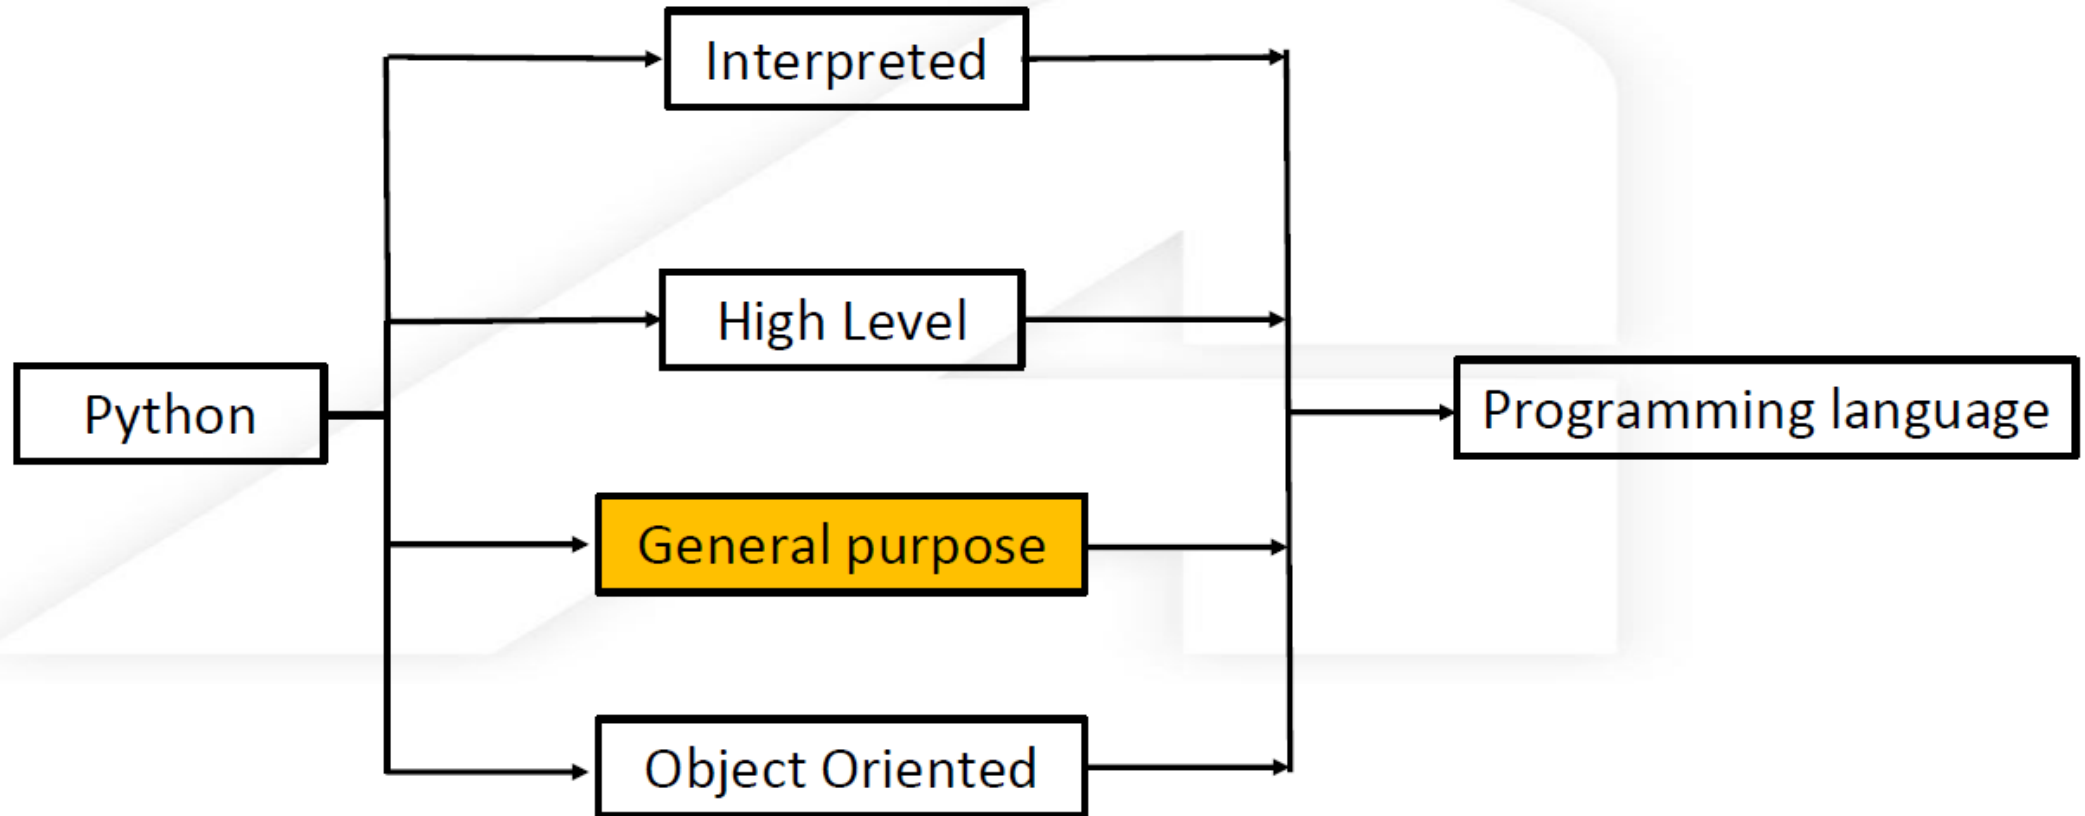 Interpreted
High Level
Python
Programming language
General purpose
Object Oriented